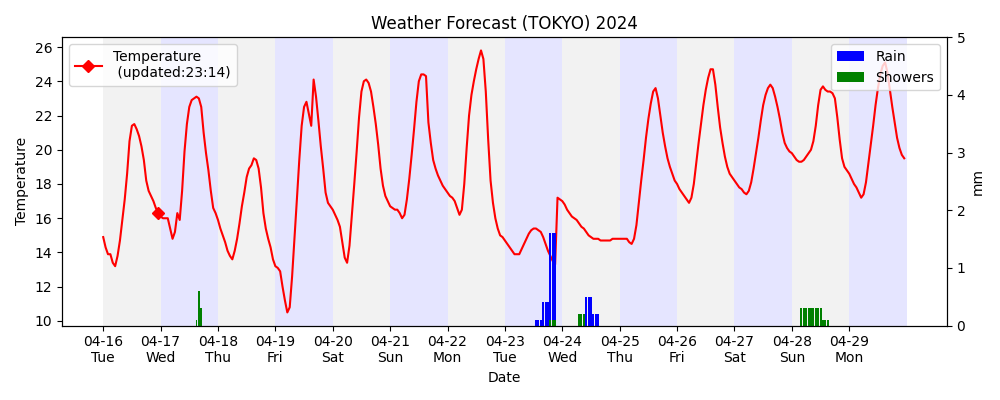 Weather Forecast (TOKYO) 2024
Temperature
(updated:23:14)
Rain
Showers
Temperature
26
24
22
20
18
16
14
12
10
5
4
3
2
1
0
mm
04-16 04-17 04-18 04-19 04-20 04-21 04-22 04-23 04-24 04-25 04-26 04-27 04-28 04-29
Tue Wed Thu Fri Sat Sun Mon Tue Wed Thu Fri Sat Sun Mon
Date